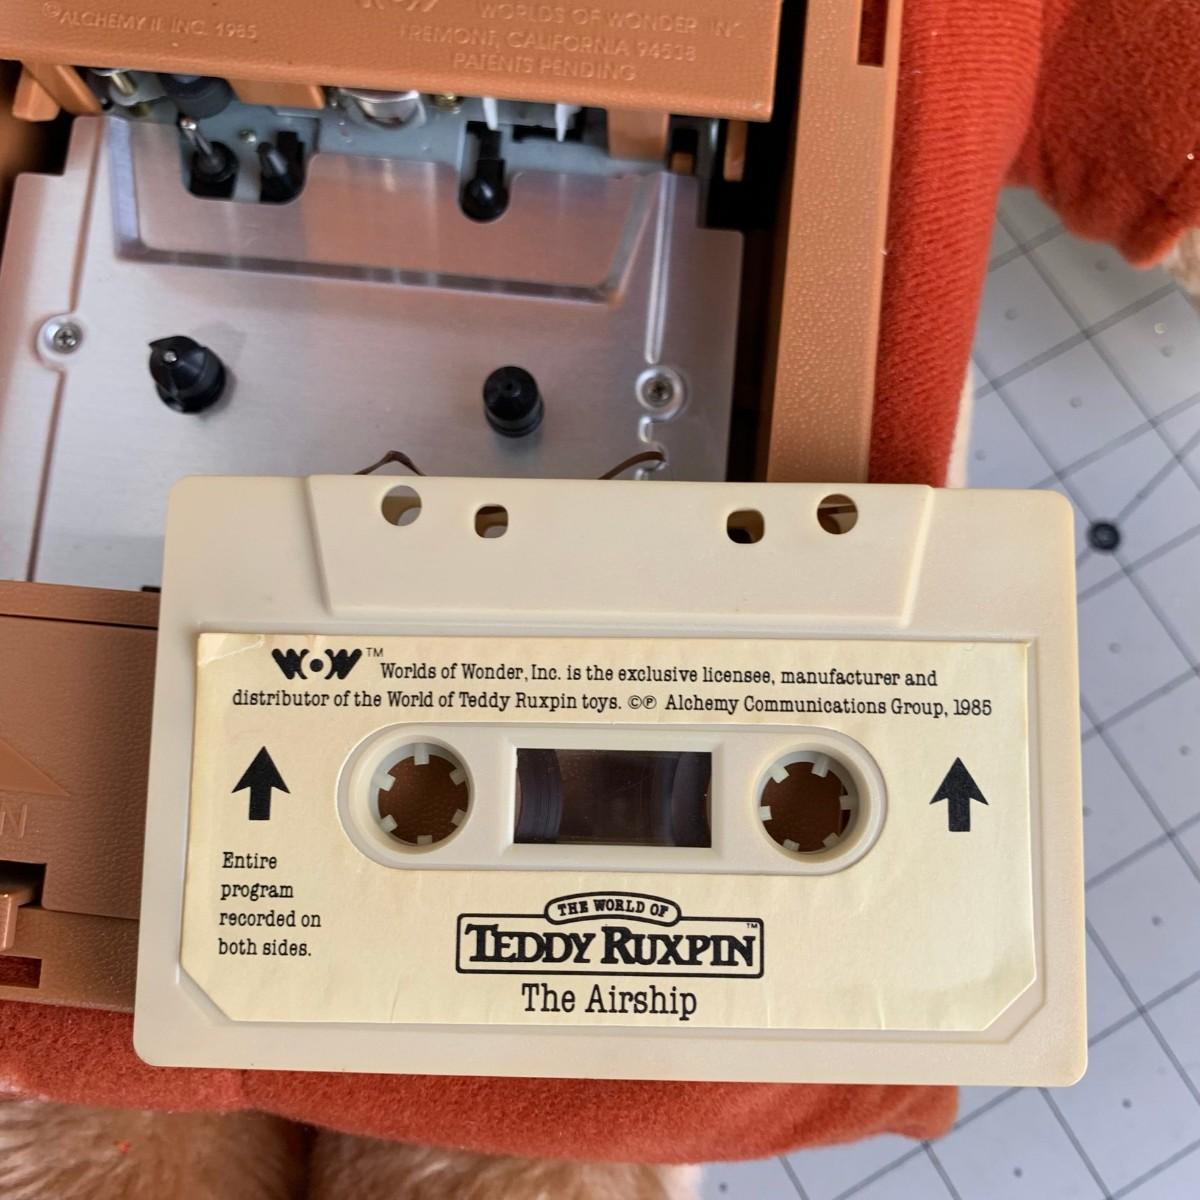 ©ALCHEMY II, INC. 1985
WOW WORLDS OF WONDER, INC.
FREMONT, CALIFORNIA 94538
PATENTS PENDING
WOW™ Worlds of Wonder, Inc. is the exclusive licensee, manufacturer and
distributor of the World of Teddy Ruxpin toys. ©℗ Alchemy Communications Group, 1985
Entire
program
recorded on
both sides.
THE WORLD OF
TEDDY RUXPIN™
The Airship